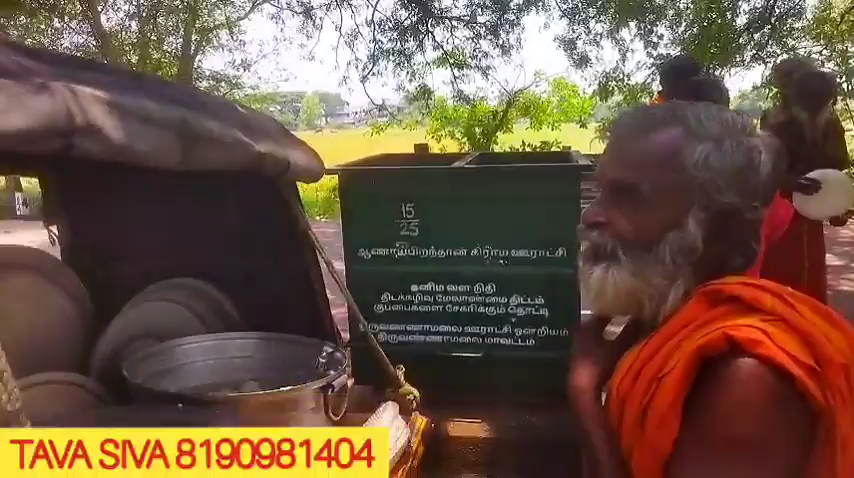 15
25
ஆணாய்பிறந்தான் கிராம ஊராட்சி
கனிம வள நிதி
திடக்கழிவு மேலாண்மை திட்டம்
குப்பைகளை சேகரிக்கும் தொட்டி
திருவண்ணாமலை ஊராட்சி ஒன்றியம்
திருவண்ணாமலை மாவட்டம்
TAVA SIVA 8190981404